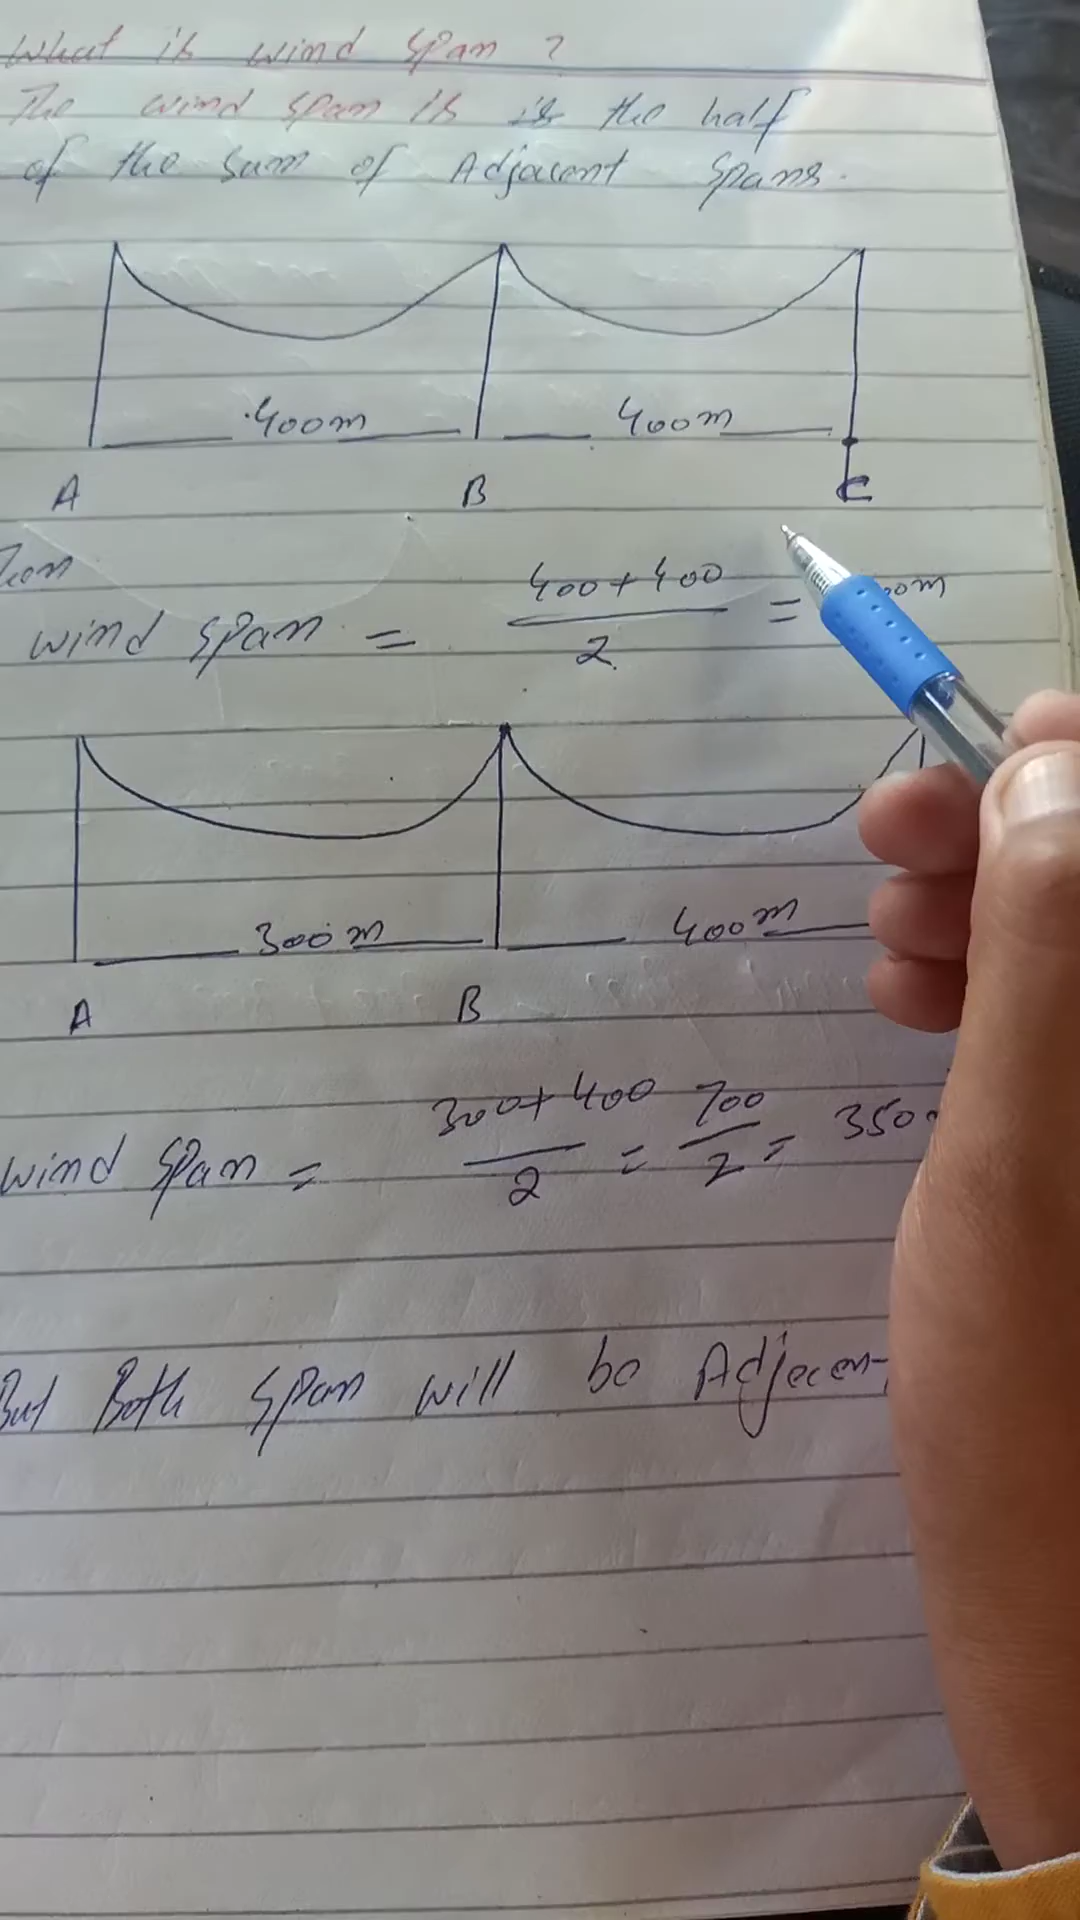 What is wind span ?
The wind span is is the half
of the sum of Adjacent spans.
400m 400m
A B C
wind span = 400+400 / 2 =
300m 400m
A B
wind span = 300+400 / 2 = 700 / 2 = 350
But Both span will be